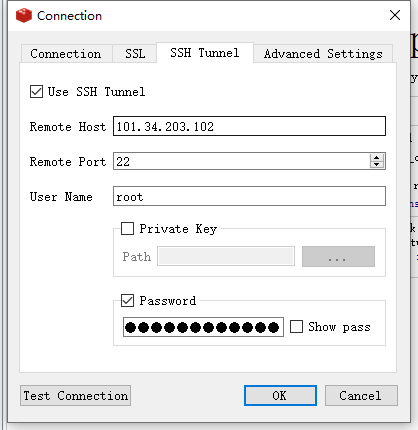 Connection
Connection SSL SSH Tunnel Advanced Settings
Use SSH Tunnel
Remote Host 101.34.203.102
Remote Port 22
User Name root
Private Key
Path ...
Password
●●●●●●●●●●●● Show pass
Test Connection OK Cancel